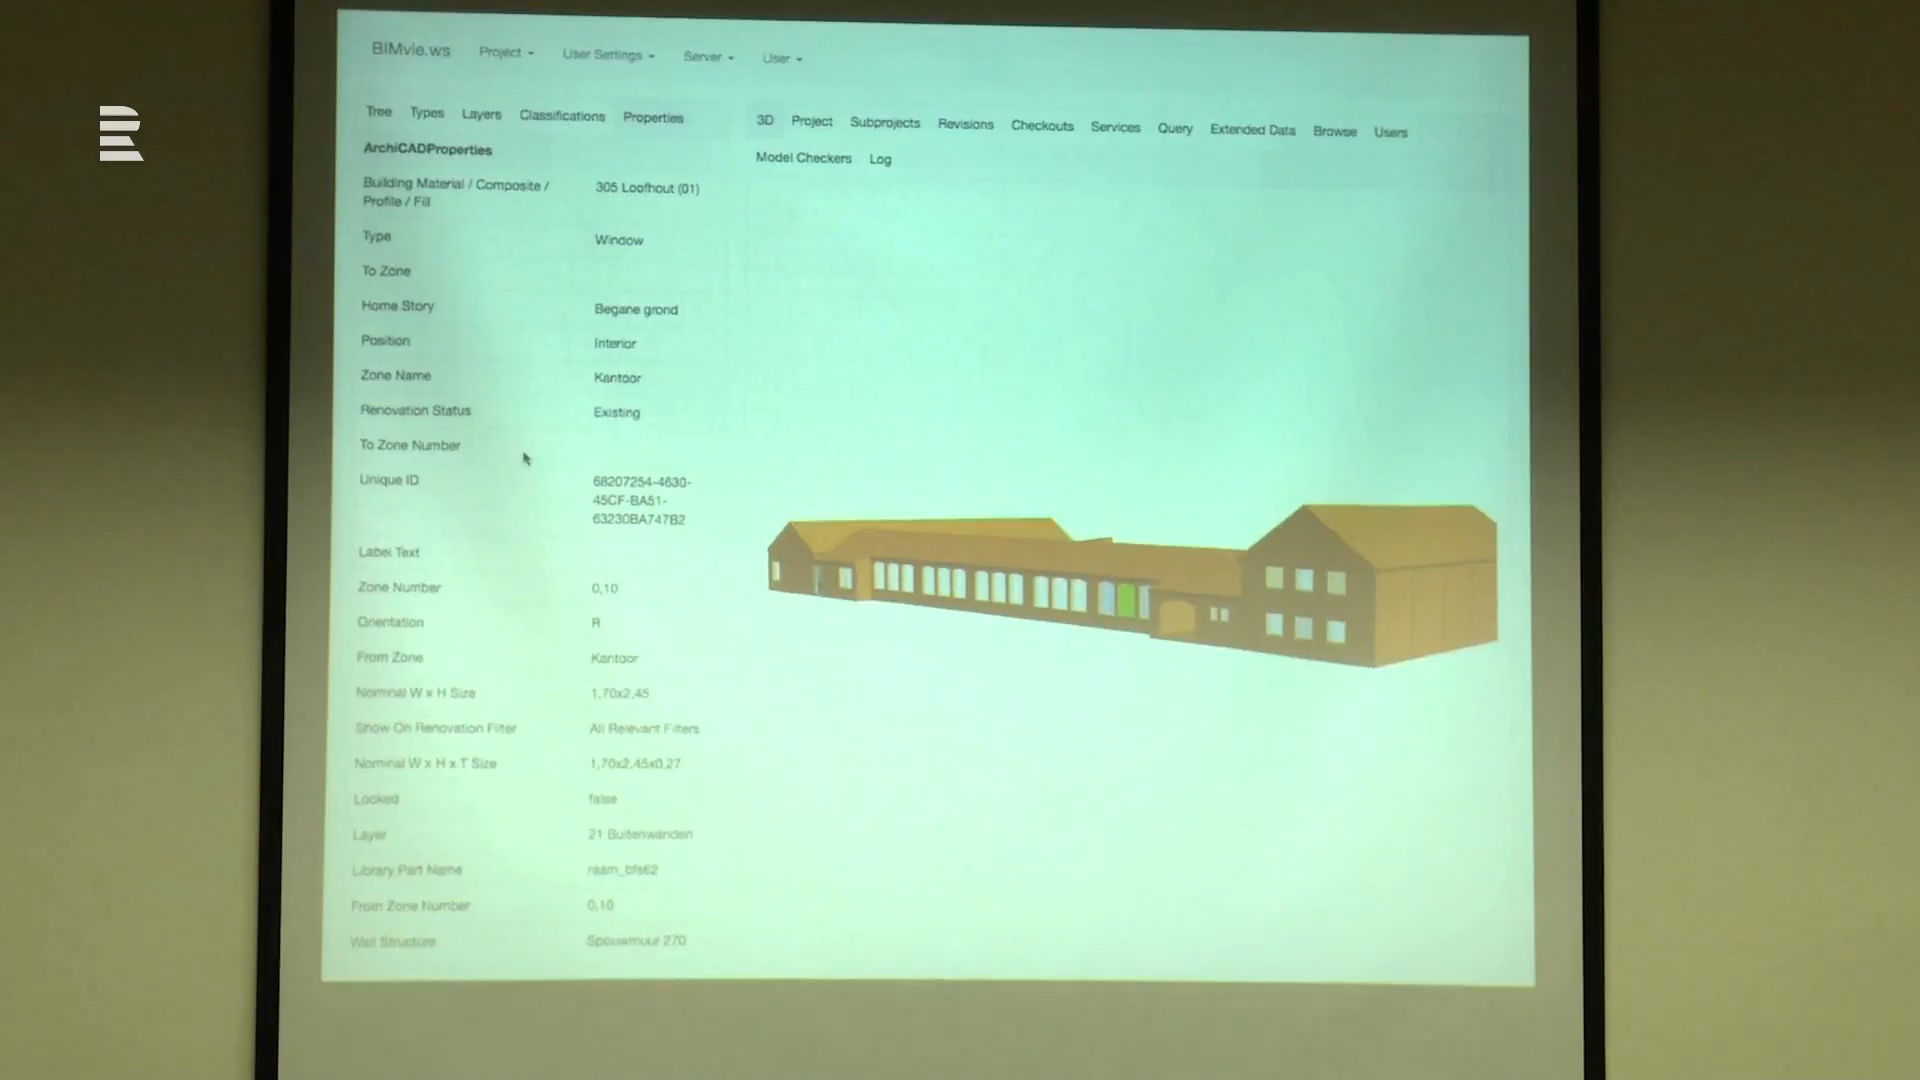 BIMvie.ws Project User Settings Server User
Tree Types Layers Classifications Properties
3D Project Subprojects Revisions Checkouts Services Query Extended Data Browse Users
Model Checkers Log
ArchiCADProperties
Building Material / Composite / Profile / Fill 305 Loofhout (01)
Type Window
To Zone
Home Story Begane grond
Position Interior
Zone Name Kantoor
Renovation Status Existing
To Zone Number
Unique ID 68207254-4630-
45CF-BA51-
63230BA747B2
Label Text
Zone Number 0,10
Orientation R
From Zone Kantoor
Nominal W x H Size 1,70x2,45
Show On Renovation Filter All Relevant Filters
Nominal W x H x T Size 1,70x2,45x0,27
Locked false
Layer 21 Buitenwanden
Library Part Name raam_bfs62
From Zone Number 0,10
Wall Structure Spouwmuur 270